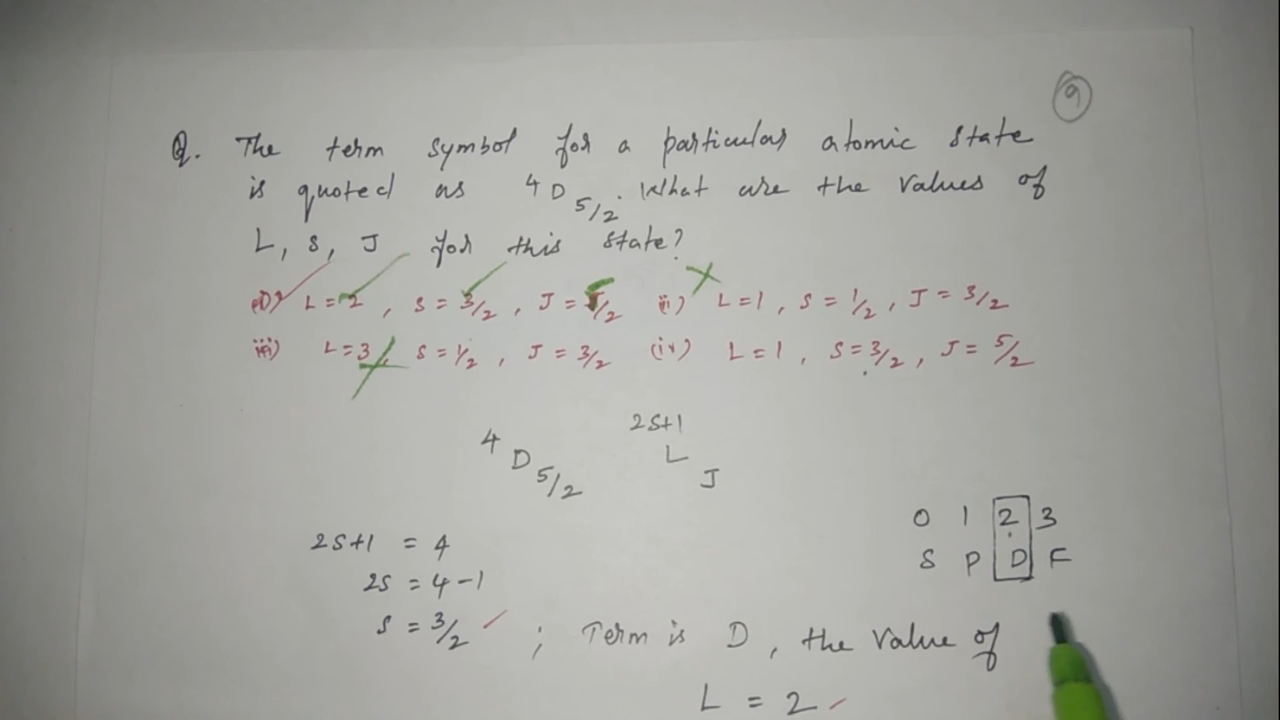 9
Q. The term symbol for a particular atomic state
is quoted as ⁴D₅/₂. What are the values of
L, S, J for this state?
L = 2, S = 3/2, J = 5/2 ii) L=1, S = 1/2, J = 3/2
iii) L=3, S = 1/2, J = 3/2 (iv) L=1, S=3/2, J= 5/2
⁴D₅/₂ 2S+1 L J
0 1 2 3
S P D F
2S+1 = 4
2S = 4-1
S = 3/2 ; Term is D, the value of
L = 2